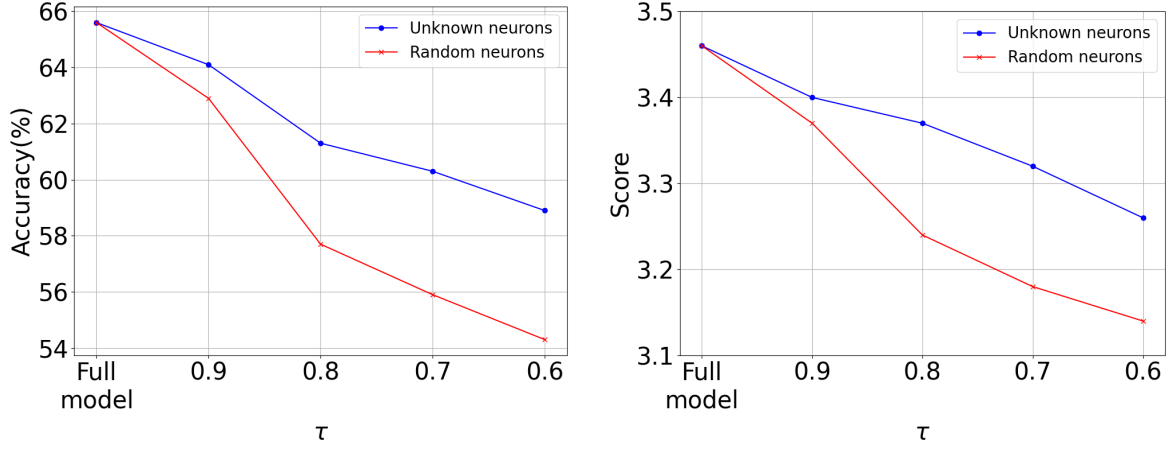 66
64
62
60
58
56
54
Accuracy(%)
Unknown neurons
Random neurons
Full model
0.9
0.8
0.7
0.6
τ
3.5
3.4
3.3
3.2
3.1
Score
Unknown neurons
Random neurons
Full model
0.9
0.8
0.7
0.6
τ